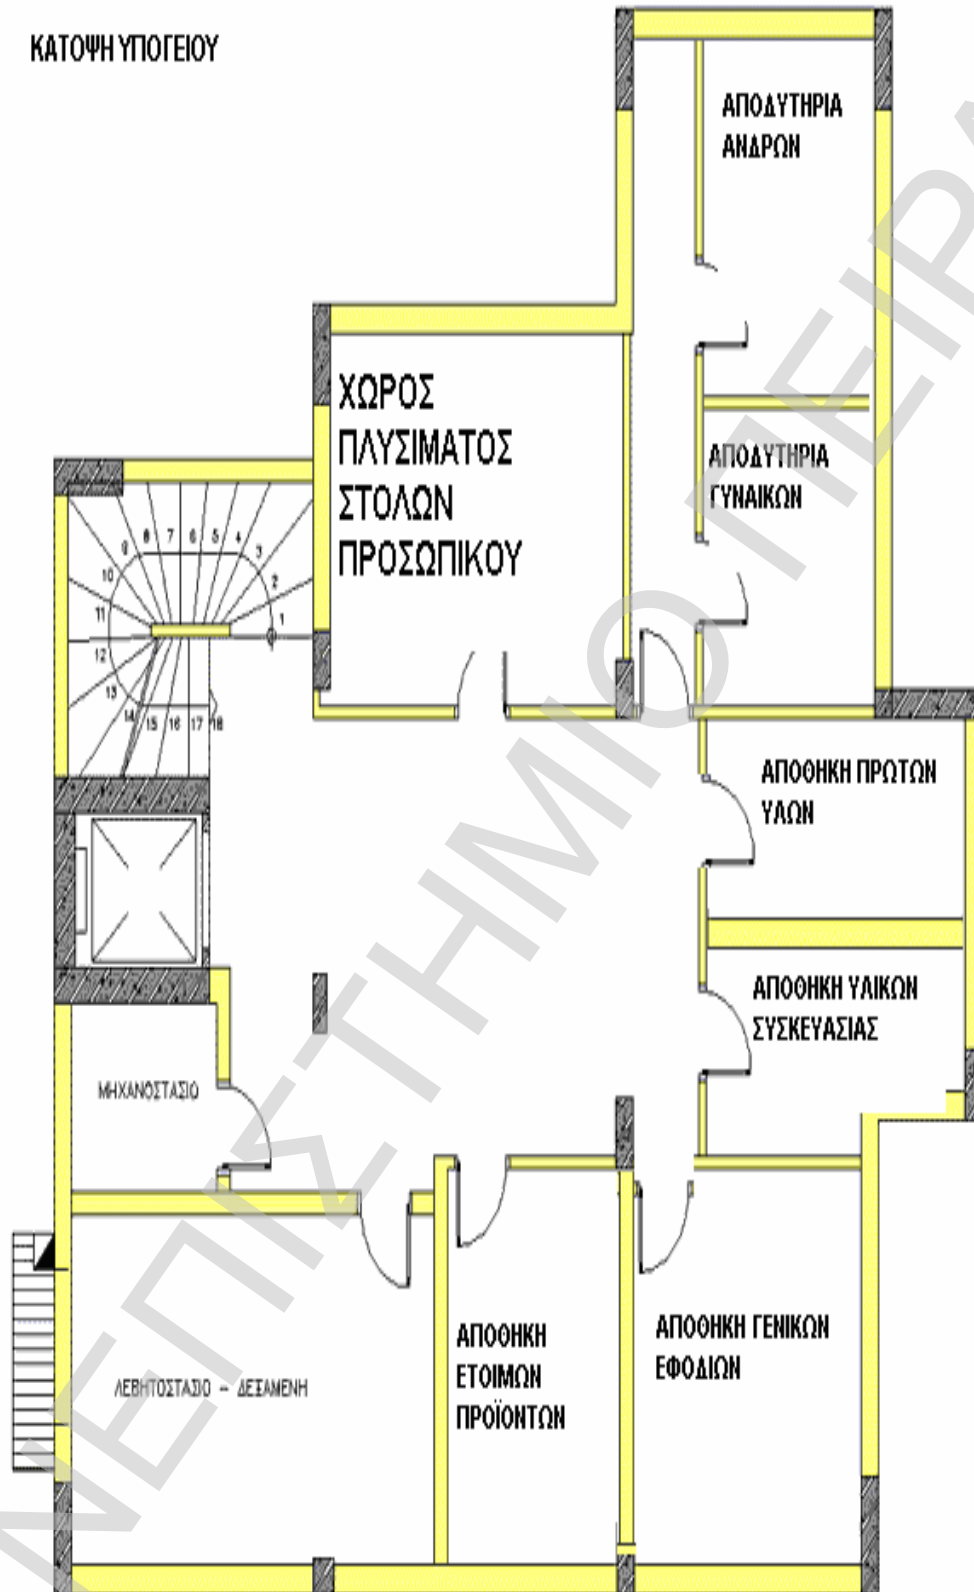 ΚΑΤΟΨΗ ΥΠΟΓΕΙΟΥ
ΑΠΟΔΥΤΗΡΙΑ
ΑΝΔΡΩΝ
ΧΩΡΟΣ
ΠΛΥΣΙΜΑΤΟΣ
ΣΤΟΛΩΝ
ΠΡΟΣΩΠΙΚΟΥ
ΑΠΟΔΥΤΗΡΙΑ
ΓΥΝΑΙΚΩΝ
1
2
3
4
5
6
7
8
9
10
11
12
13
14
15
16
17
18
ΑΠΟΘΗΚΗ ΠΡΩΤΩΝ
ΥΛΩΝ
ΑΠΟΘΗΚΗ ΥΛΙΚΩΝ
ΣΥΣΚΕΥΑΣΙΑΣ
ΜΗΧΑΝΟΣΤΑΣΙΟ
ΛΕΒΗΤΟΣΤΑΣΙΟ - ΔΕΞΑΜΕΝΗ
ΑΠΟΘΗΚΗ
ΕΤΟΙΜΩΝ
ΠΡΟΪΟΝΤΩΝ
ΑΠΟΘΗΚΗ ΓΕΝΙΚΩΝ
ΕΦΟΔΙΩΝ
ΝΕΠΙΣΤΗΜΙΟ ΠΕΙΡΑ